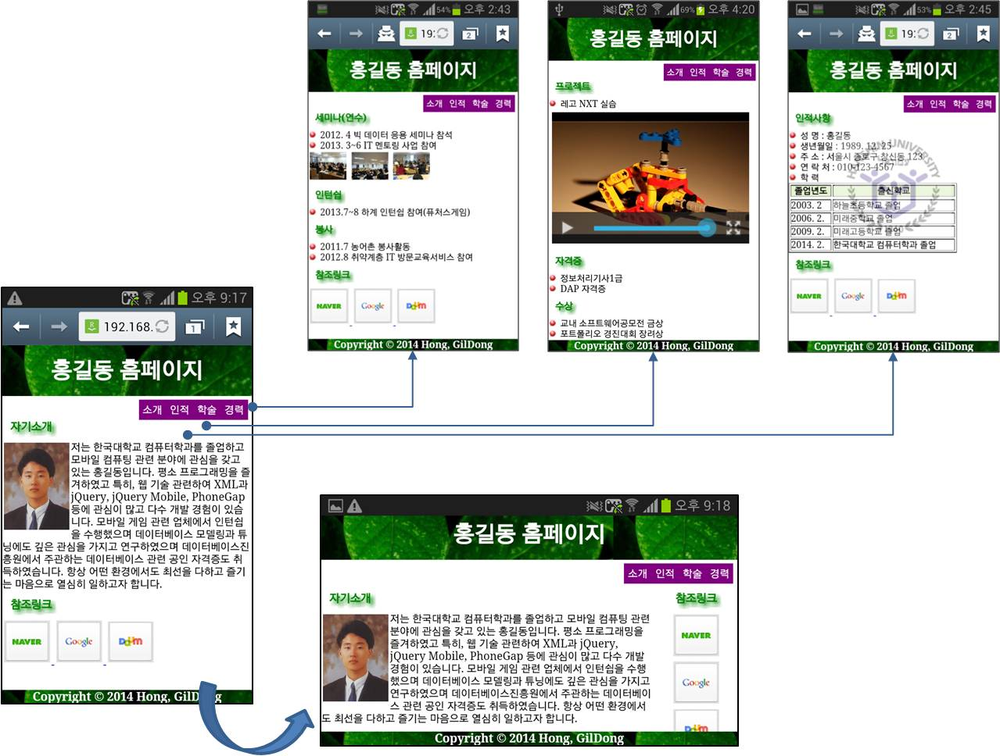 54% 오후 2:43
19:
2
홍길동 홈페이지
소개 인적 학술 경력
세미나(연수)
2012. 4 빅 데이터 응용 세미나 참석
2013. 3~6 IT 멘토링 사업 참여
인턴쉽
2013.7~8 하계 인턴쉽 참여(퓨처스게임)
봉사
2011.7 농어촌 봉사활동
2012.8 취약계층 IT 방문교육서비스 참여
참조링크
NAVER Google Daum
Copyright © 2014 Hong, GilDong
69% 오후 4:20
홍길동 홈페이지
소개 인적 학술 경력
프로젝트
레고 NXT 실습
자격증
정보처리기사1급
DAP 자격증
수상
교내 소프트웨어공모전 금상
포트폴리오 경진대회 장려상
Copyright © 2014 Hong, GilDong
53% 오후 2:45
19:
2
홍길동 홈페이지
소개 인적 학술 경력
인적사항
성 명 : 홍길동
생년월일 : 1989. 12. 25
주 소 : 서울시 종로구 창신동 123
연 락 처 : 010-123-4567
학 력
졸업년도 출신학교
2003. 2 하늘초등학교 졸업
2006. 2. 미래중학교 졸업
2009. 2. 미래고등학교 졸업
2014. 2. 한국대학교 컴퓨터학과 졸업
참조링크
NAVER Google Daum
Copyright © 2014 Hong, GilDong
오후 9:17
192.168.
1
홍길동 홈페이지
소개 인적 학술 경력
자기소개
저는 한국대학교 컴퓨터학과를 졸업하고
모바일 컴퓨팅 관련 분야에 관심을 갖고
있는 홍길동입니다. 평소 프로그래밍을 즐
겨하였고 특히, 웹 기술 관련하여 XML과
jQuery, jQuery Mobile, PhoneGap
등에 관심이 많고 다수 개발 경험이 있습
니다. 모바일 게임 관련 업체에서 인턴쉽
을 수행했으며 데이터베이스 모델링과 튜
닝에도 깊은 관심을 가지고 연구하였으며 데이터베이스진
흥원에서 주관하는 데이터베이스 관련 공인 자격증도 취
득하였습니다. 항상 어떤 환경에서도 최선을 다하고 즐기
는 마음으로 열심히 일하고자 합니다.
참조링크
NAVER Google Daum
Copyright © 2014 Hong, GilDong
오후 9:18
홍길동 홈페이지
소개 인적 학술 경력
자기소개
저는 한국대학교 컴퓨터학과를 졸업하고 모바일 컴퓨팅 관련
분야에 관심을 갖고 있는 홍길동입니다. 평소 프로그래밍을
즐겨하였고 특히, 웹 기술 관련하여 XML과 jQuery,
jQuery Mobile, PhoneGap 등에 관심이 많고 다수 개발
경험이 있습니다. 모바일 게임 관련 업체에서 인턴쉽을 수행
했으며 데이터베이스 모델링과 튜닝에도 깊은 관심을 가지고
연구하였으며 데이터베이스진흥원에서 주관하는 데이터베이
스 관련 공인 자격증도 취득하였습니다. 항상 어떤 환경에서
도 최선을 다하고 즐기는 마음으로 열심히 일하고자 합니다.
참조링크
NAVER
Google
Daum
Copyright © 2014 Hong, GilDong